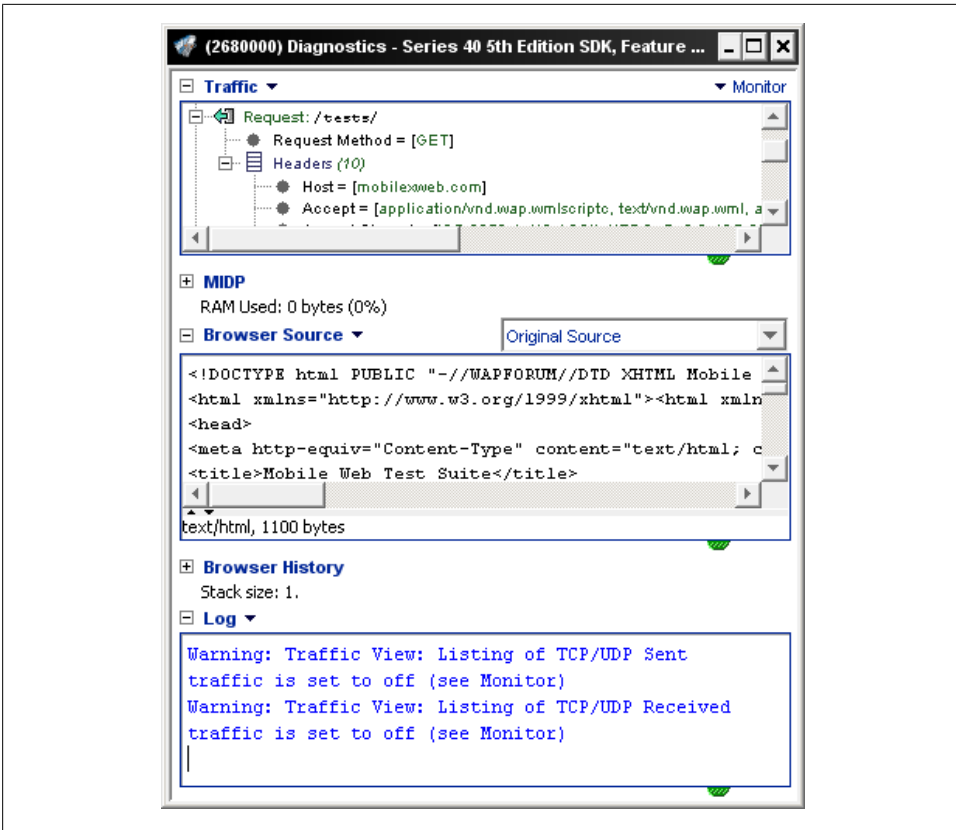 (2680000) Diagnostics - Series 40 5th Edition SDK, Feature ...
Traffic
Monitor
Request: /tests/
Request Method = [GET]
Headers (10)
Host = [mobilexweb.com]
Accept = [application/vnd.wap.wmlscriptc, text/vnd.wap.wml, a
MIDP
RAM Used: 0 bytes (0%)
Browser Source
Original Source
<!DOCTYPE html PUBLIC "-//WAPFORUM//DTD XHTML Mobile
<html xmlns="http://www.w3.org/1999/xhtml"><html xmln
<head>
<meta http-equiv="Content-Type" content="text/html; c
<title>Mobile Web Test Suite</title>
text/html, 1100 bytes
Browser History
Stack size: 1.
Log
Warning: Traffic View: Listing of TCP/UDP Sent
traffic is set to off (see Monitor)
Warning: Traffic View: Listing of TCP/UDP Received
traffic is set to off (see Monitor)